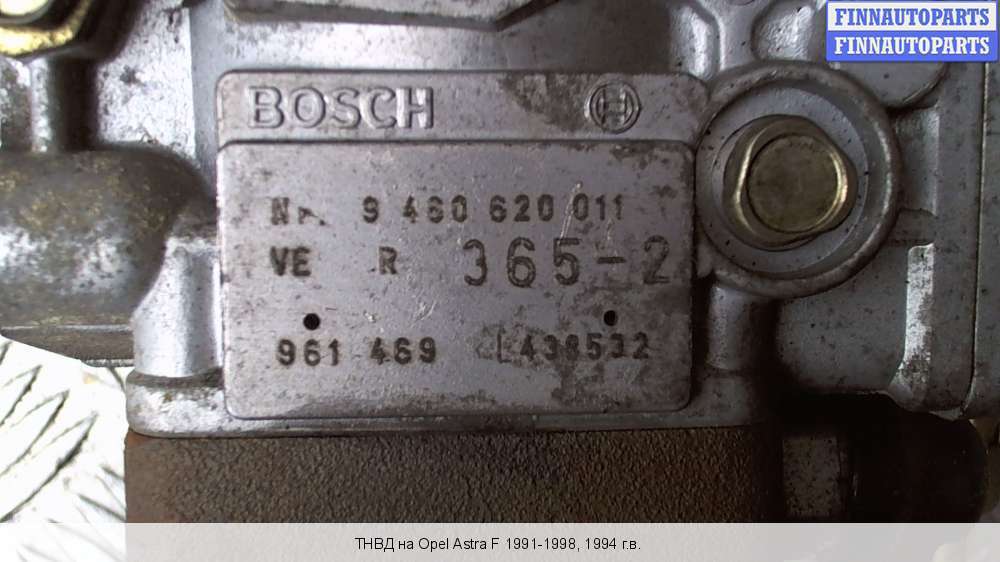 FINNAUTOPARTS
FINNAUTOPARTS
BOSCH
9 460 620 011
VE R 365-2
961 469
ТНВД на Opel Astra F 1991-1998, 1994 г.в.